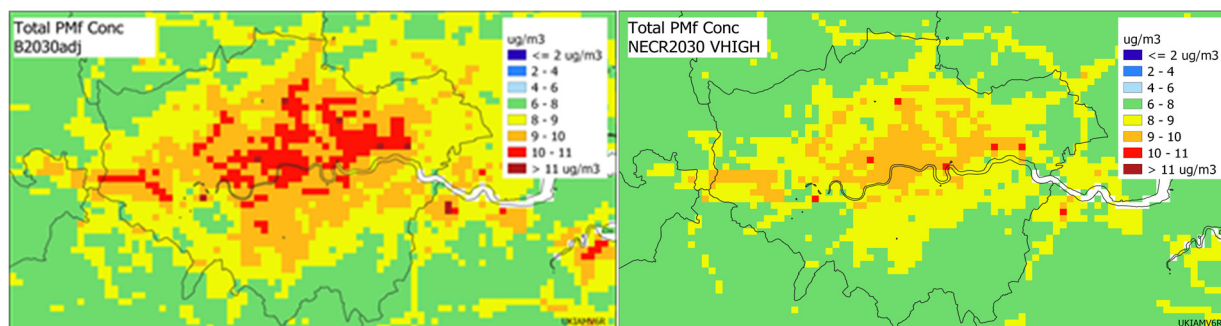 Total PMf Conc
B2030adj
ug/m3
<= 2 ug/m3
2 - 4
4 - 6
6 - 8
8 - 9
9 - 10
10 - 11
> 11 ug/m3
UKIAMV6R
Total PMf Conc
NECR2030 VHIGH
ug/m3
<= 2 ug/m3
2 - 4
4 - 6
6 - 8
8 - 9
9 - 10
10 - 11
> 11 ug/m3
UKIAMV6R